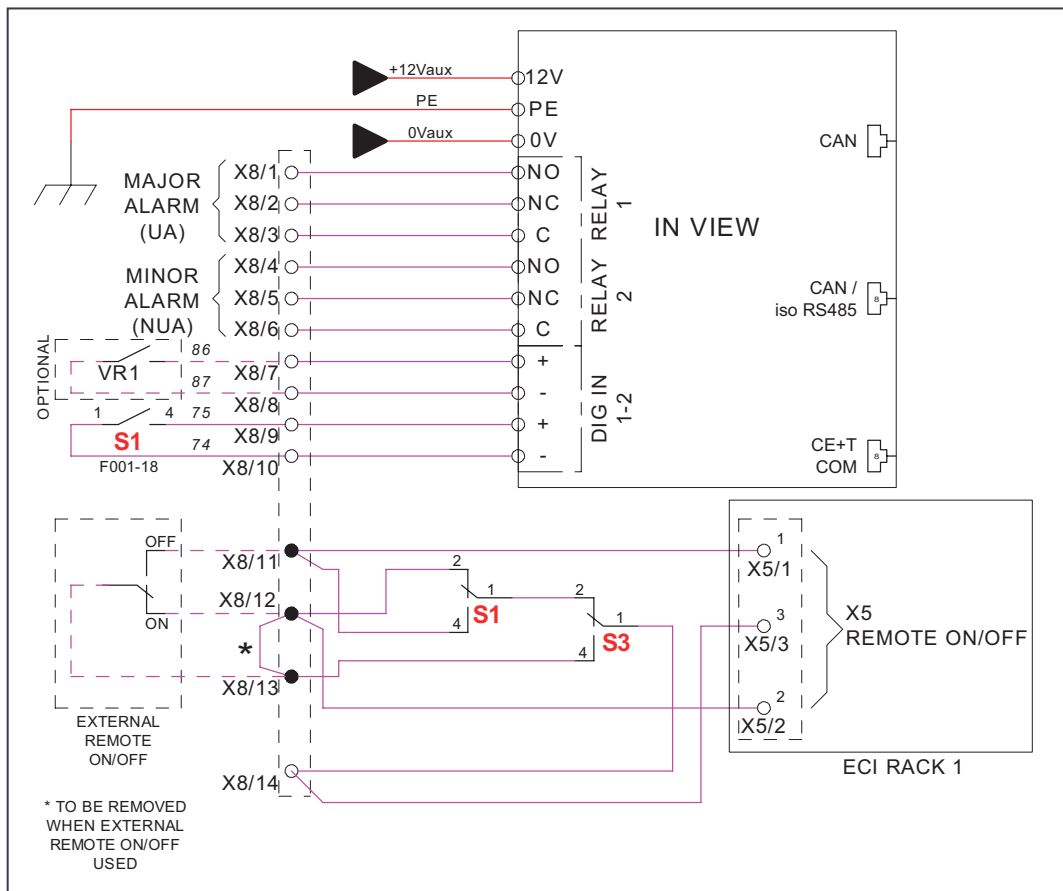 +12Vaux
12V
PE
PE
0Vaux
0V
CAN
MAJOR
ALARM
(UA)
X8/1
X8/2
X8/3
NO
NC
C
RELAY
1
IN VIEW
MINOR
ALARM
(NUA)
X8/4
X8/5
X8/6
NO
NC
C
RELAY
2
CAN /
iso RS485
8
OPTIONAL
VR1
86
87
X8/7
X8/8
+
-
DIG IN
1-2
1
4
75
S1
74
F001-18
X8/9
X8/10
+
-
CE+T
COM
8
OFF
ON
X8/11
X8/12
X8/13
X8/14
*
EXTERNAL
REMOTE
ON/OFF
2
1
4
S1
2
1
4
S3
1
X5/1
3
X5/3
2
X5/2
X5
REMOTE ON/OFF
ECI RACK 1
* TO BE REMOVED
WHEN EXTERNAL
REMOTE ON/OFF
USED